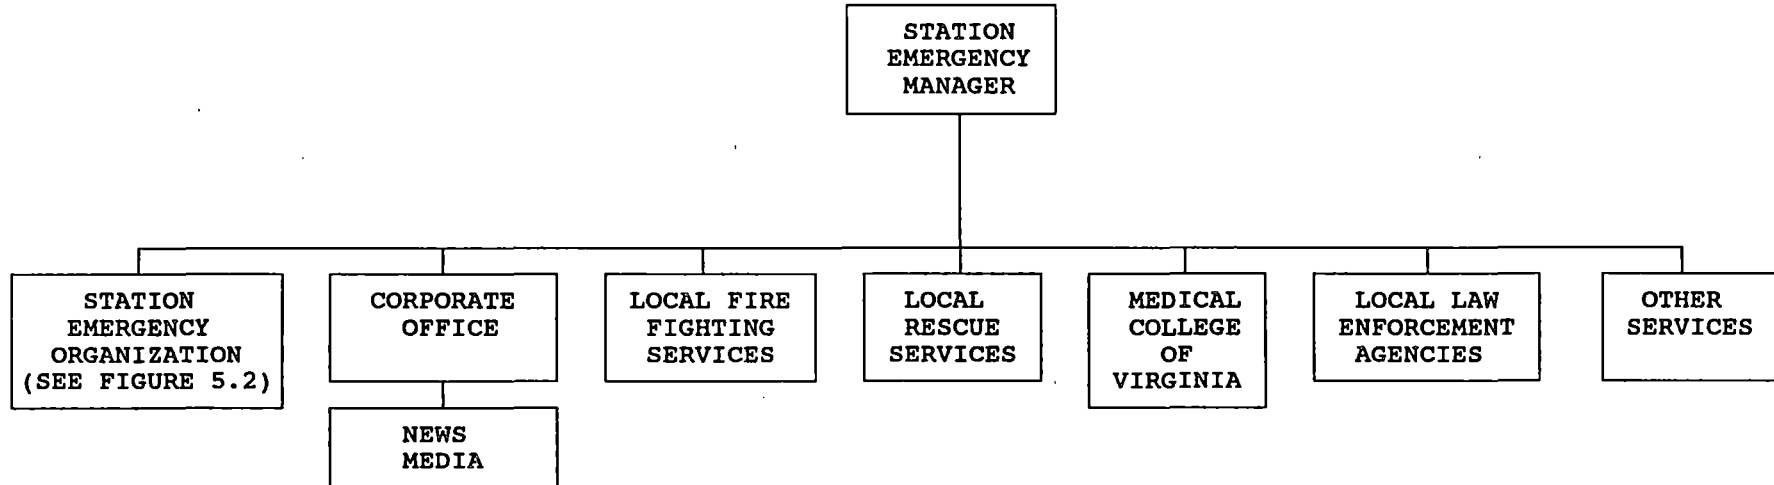 STATION
EMERGENCY
MANAGER
STATION
EMERGENCY
ORGANIZATION
(SEE FIGURE 5.2)
CORPORATE
OFFICE
NEWS
MEDIA
LOCAL FIRE
FIGHTING
SERVICES
LOCAL
RESCUE
SERVICES
MEDICAL
COLLEGE
OF
VIRGINIA
LOCAL LAW
ENFORCEMENT
AGENCIES
OTHER
SERVICES